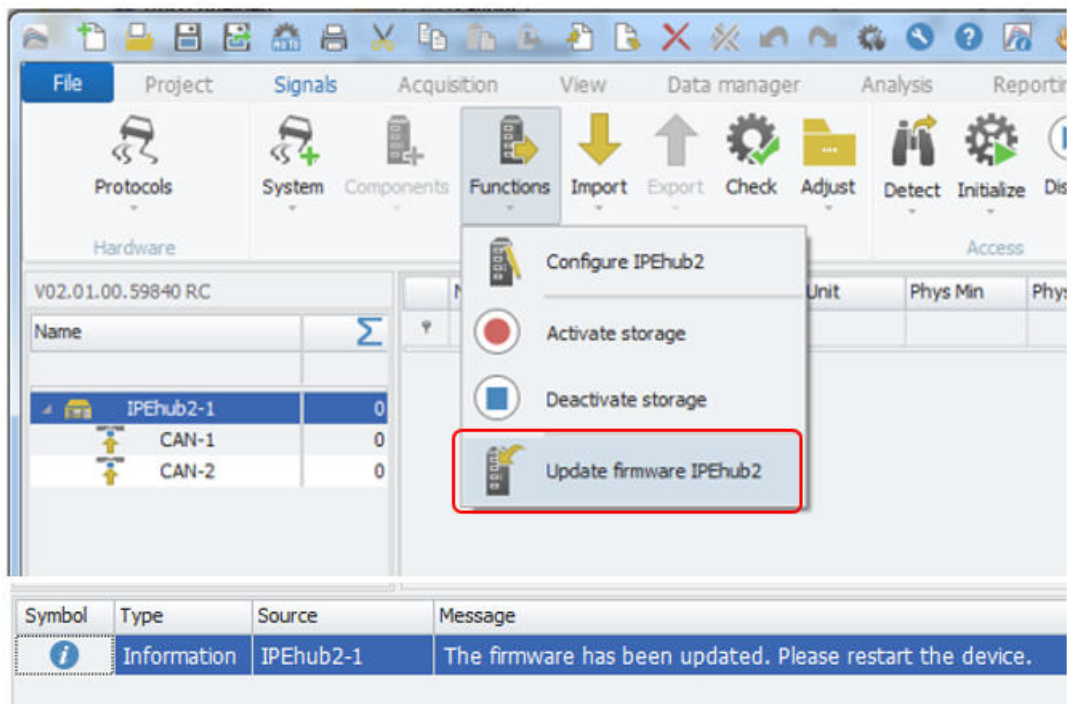 AUTO
File Project Signals Acquisition View Data manager Analysis
Protocols System Components Functions Import Export Check Adjust Detect Initialize
Hardware Access
Configure IPEhub2
V02.01.00.59840 RC Unit Phys Min
Name Σ
Activate storage
Deactivate storage
IPEhub2-1 0
CAN-1 0
CAN-2 0
Update firmware IPEhub2
Symbol Type Source Message
Information IPEhub2-1 The firmware has been updated. Please restart the device.